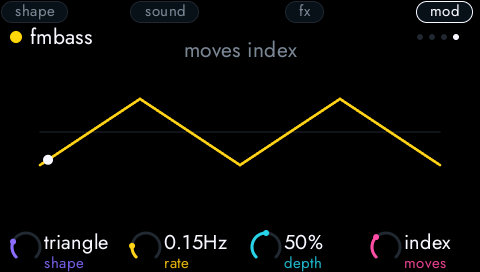 shape sound fx mod
fmbass
moves index
triangle 0.15Hz 50% index
shape rate depth moves